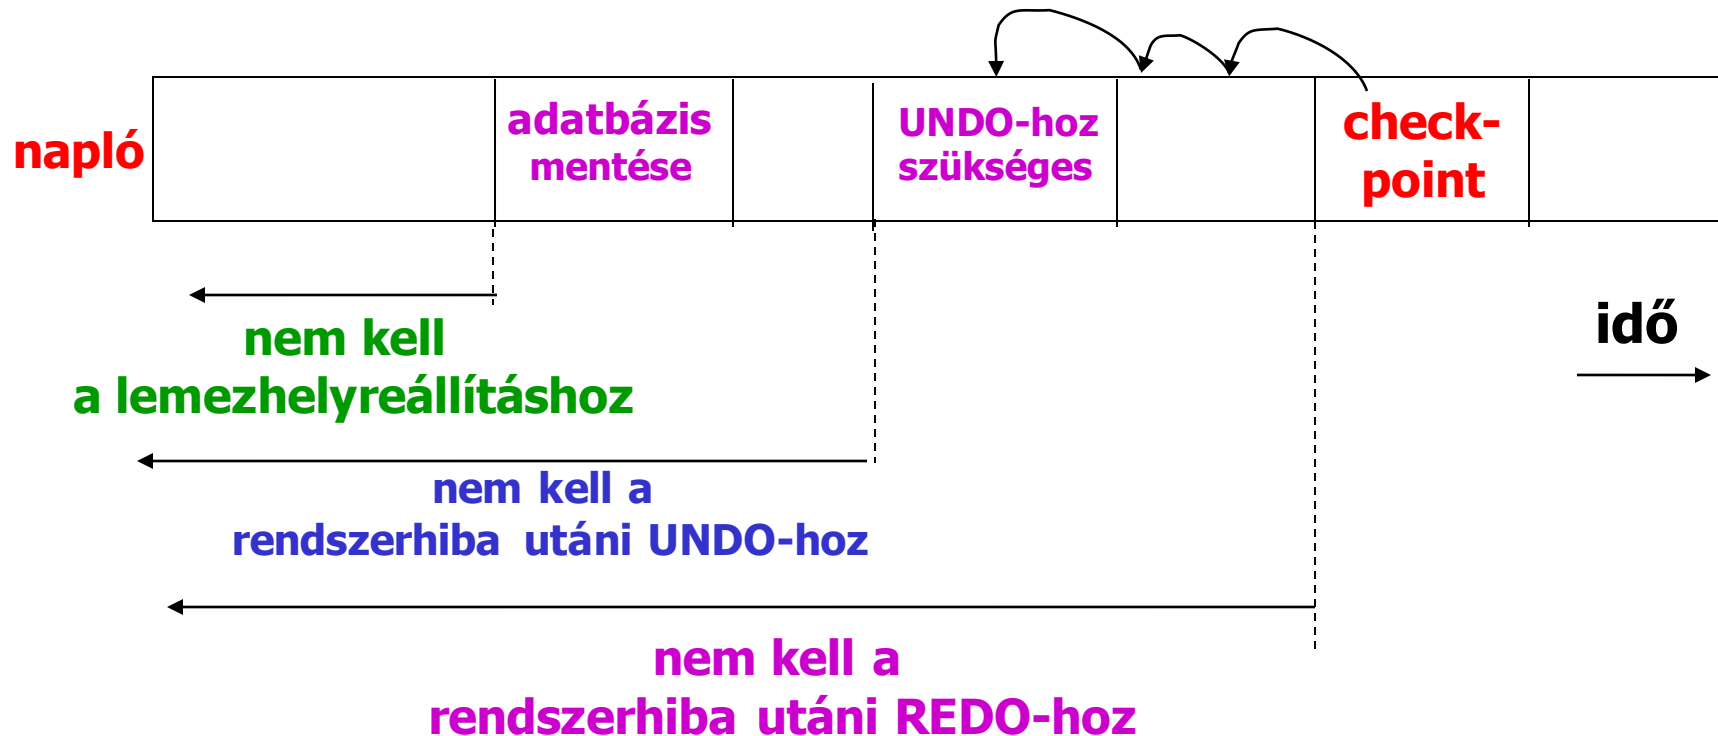 napló
adatbázis
mentése
UNDO-hoz
szükséges
check-
point
nem kell
a lemezhelyreállításhoz
idő
nem kell a
rendszerhiba utáni UNDO-hoz
nem kell a
rendszerhiba utáni REDO-hoz